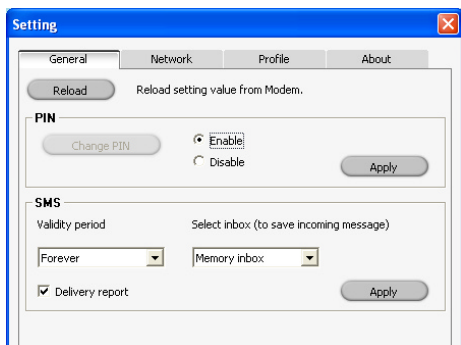 Setting
General Network Profile About
Reload Reload setting value from Modem.
PIN
Change PIN
Enable
Disable
Apply
SMS
Validity period Select inbox (to save incoming message)
Forever Memory inbox
Delivery report Apply